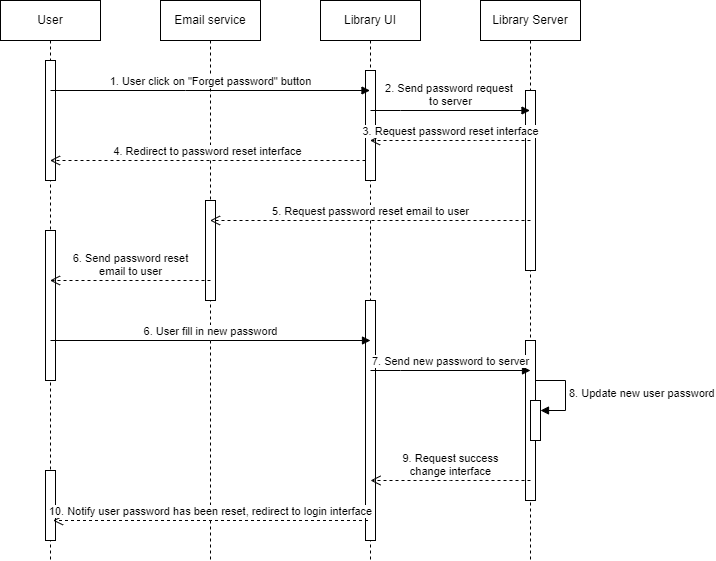 User
Email service
Library UI
Library Server
1. User click on "Forget password" button
2. Send password request
to server
3. Request password reset interface
4. Redirect to password reset interface
5. Request password reset email to user
6. Send password reset
email to user
6. User fill in new password
7. Send new password to server
8. Update new user password
9. Request success
change interface
10. Notify user password has been reset, redirect to login interface